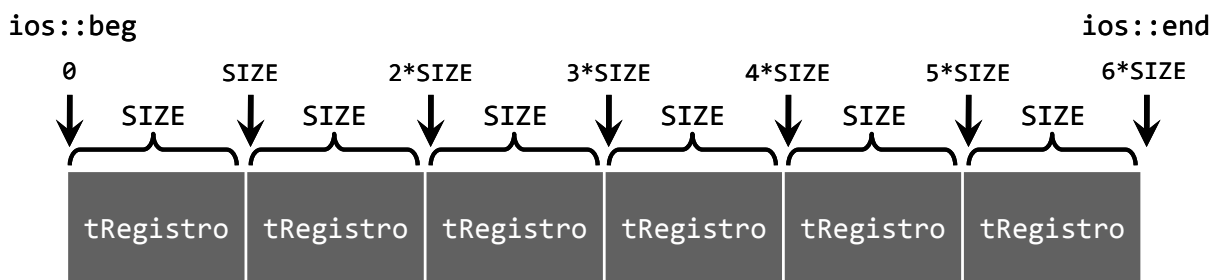 ios::beg ios::end
0 SIZE 2*SIZE 3*SIZE 4*SIZE 5*SIZE 6*SIZE
SIZE SIZE SIZE SIZE SIZE SIZE
tRegistro tRegistro tRegistro tRegistro tRegistro tRegistro